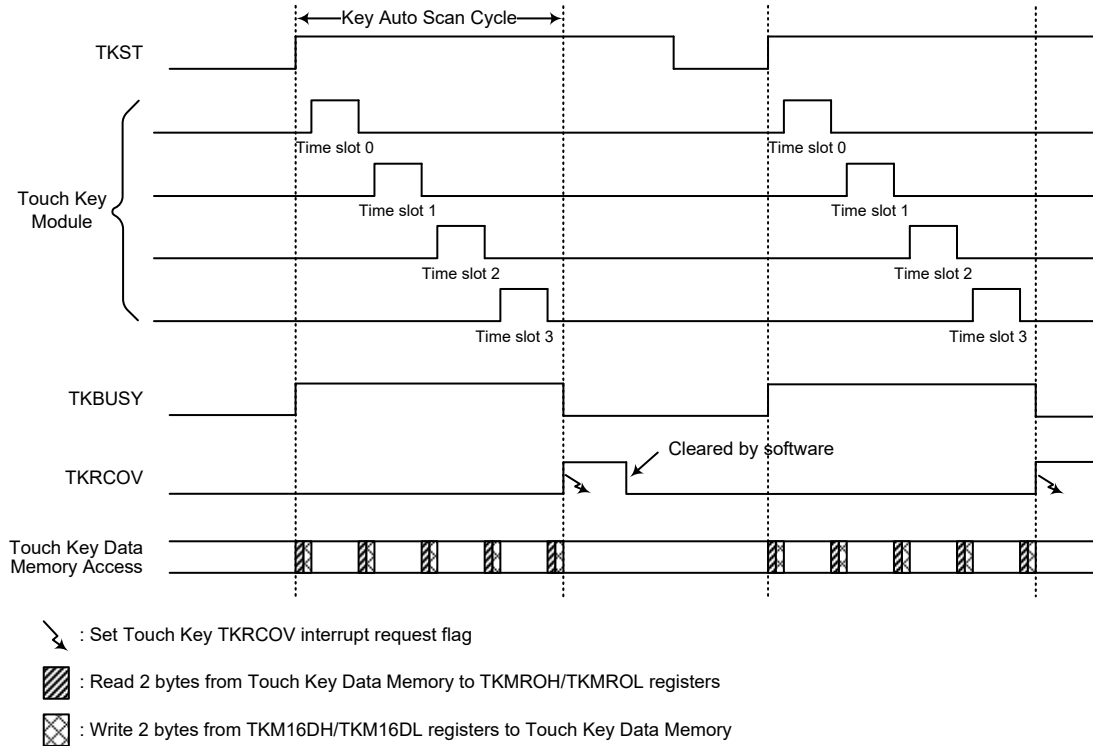 Key Auto Scan Cycle
TKST
Time slot 0
Time slot 0
Touch Key
Module
Time slot 1
Time slot 1
Time slot 2
Time slot 2
Time slot 3
Time slot 3
TKBUSY
Cleared by software
TKRCOV
Touch Key Data
Memory Access
: Set Touch Key TKRCOV interrupt request flag
: Read 2 bytes from Touch Key Data Memory to TKMROH/TKMROL registers
: Write 2 bytes from TKM16DH/TKM16DL registers to Touch Key Data Memory